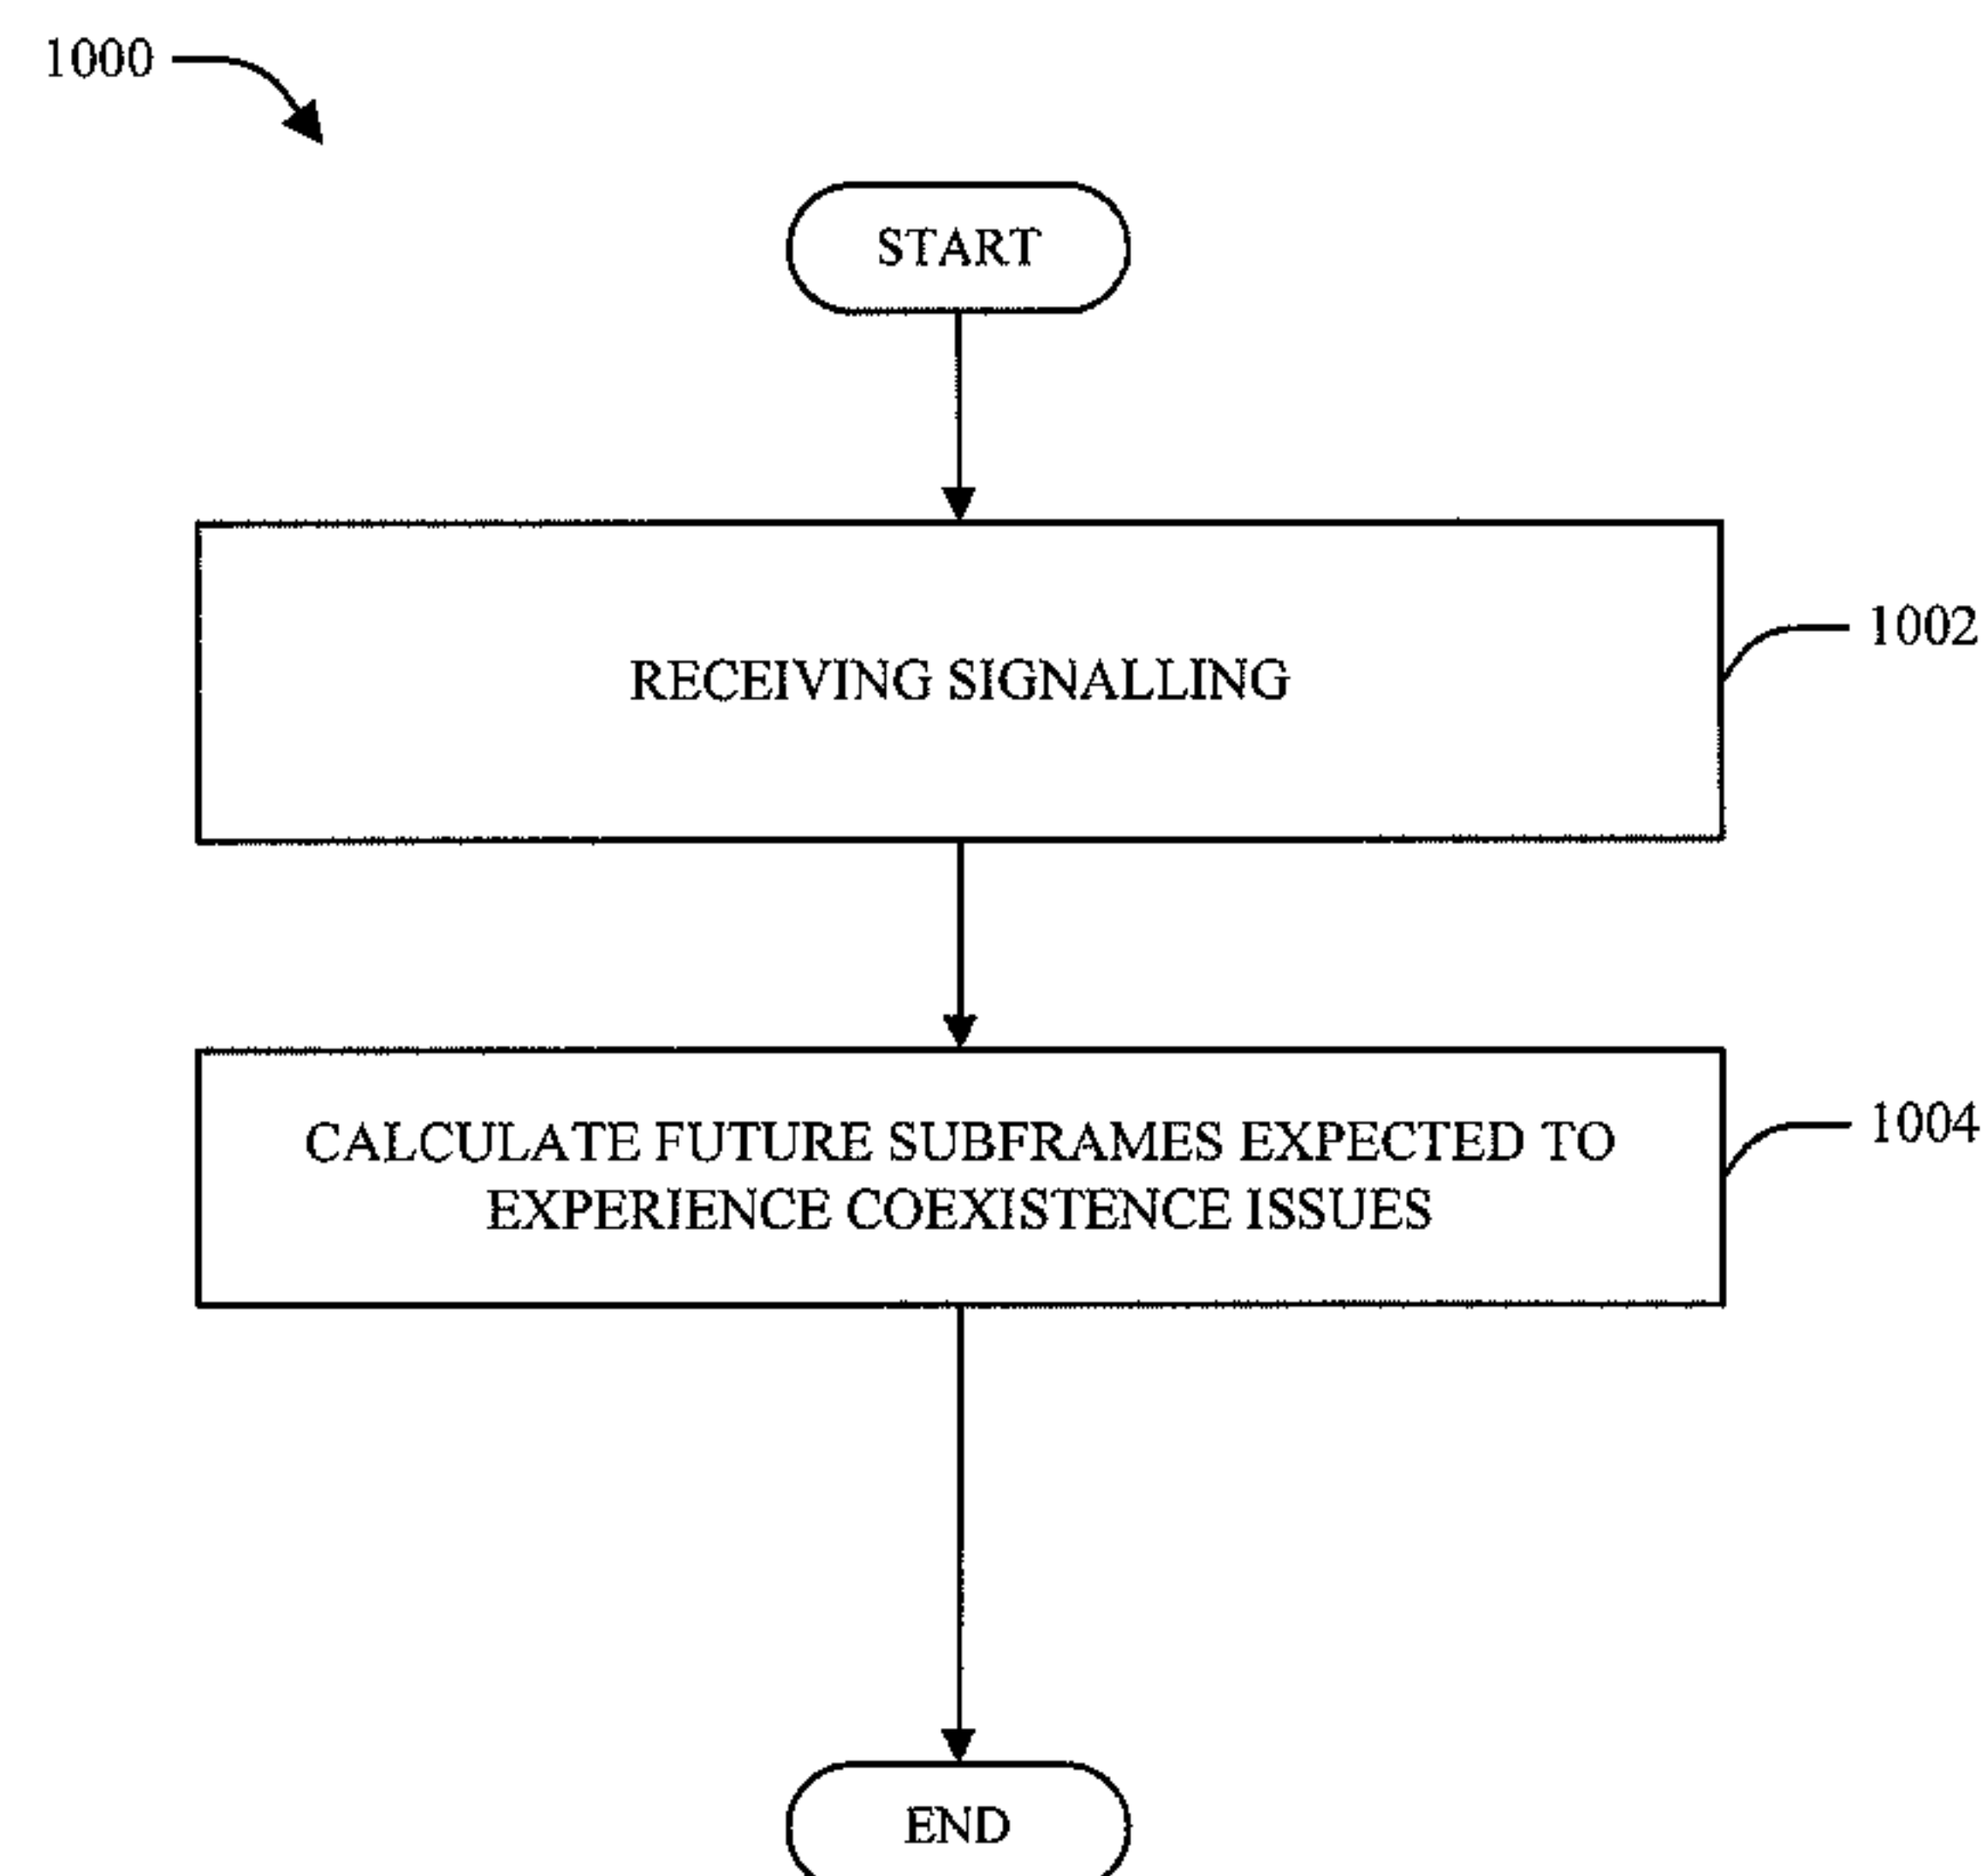 1000
START
RECEIVING SIGNALLING
1002
CALCULATE FUTURE SUBFRAMES EXPECTED TO
EXPERIENCE COEXISTENCE ISSUES
1004
END